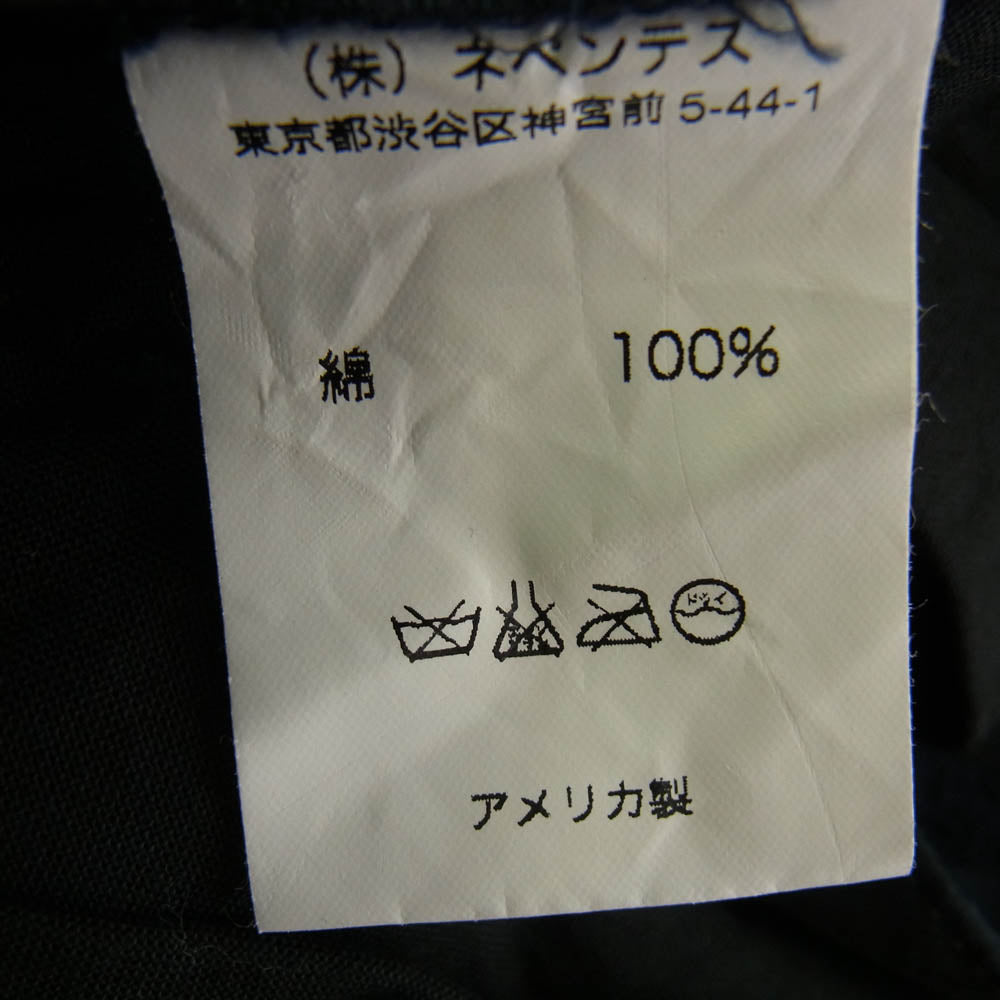 （株）ネペンテス
東京都渋谷区神宮前 5-44-1
綿 100%
ドライ
アメリカ製